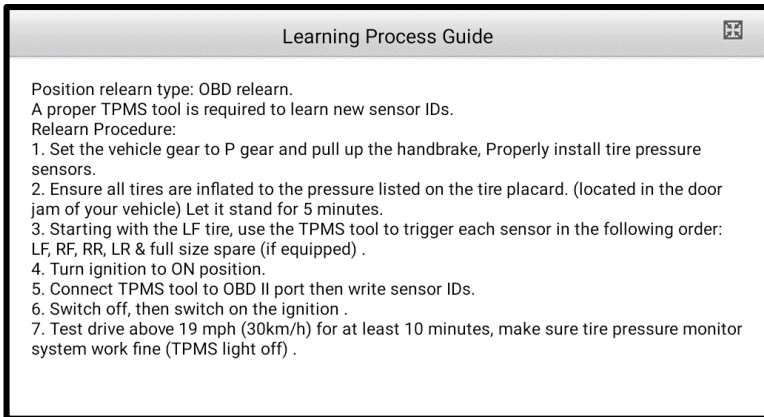 Learning Process Guide
Position relearn type: OBD relearn.
A proper TPMS tool is required to learn new sensor IDs.
Relearn Procedure:
1. Set the vehicle gear to P gear and pull up the handbrake, Properly install tire pressure
sensors.
2. Ensure all tires are inflated to the pressure listed on the tire placard. (located in the door
jam of your vehicle) Let it stand for 5 minutes.
3. Starting with the LF tire, use the TPMS tool to trigger each sensor in the following order:
LF, RF, RR, LR & full size spare (if equipped) .
4. Turn ignition to ON position.
5. Connect TPMS tool to OBD II port then write sensor IDs.
6. Switch off, then switch on the ignition .
7. Test drive above 19 mph (30km/h) for at least 10 minutes, make sure tire pressure monitor
system work fine (TPMS light off) .